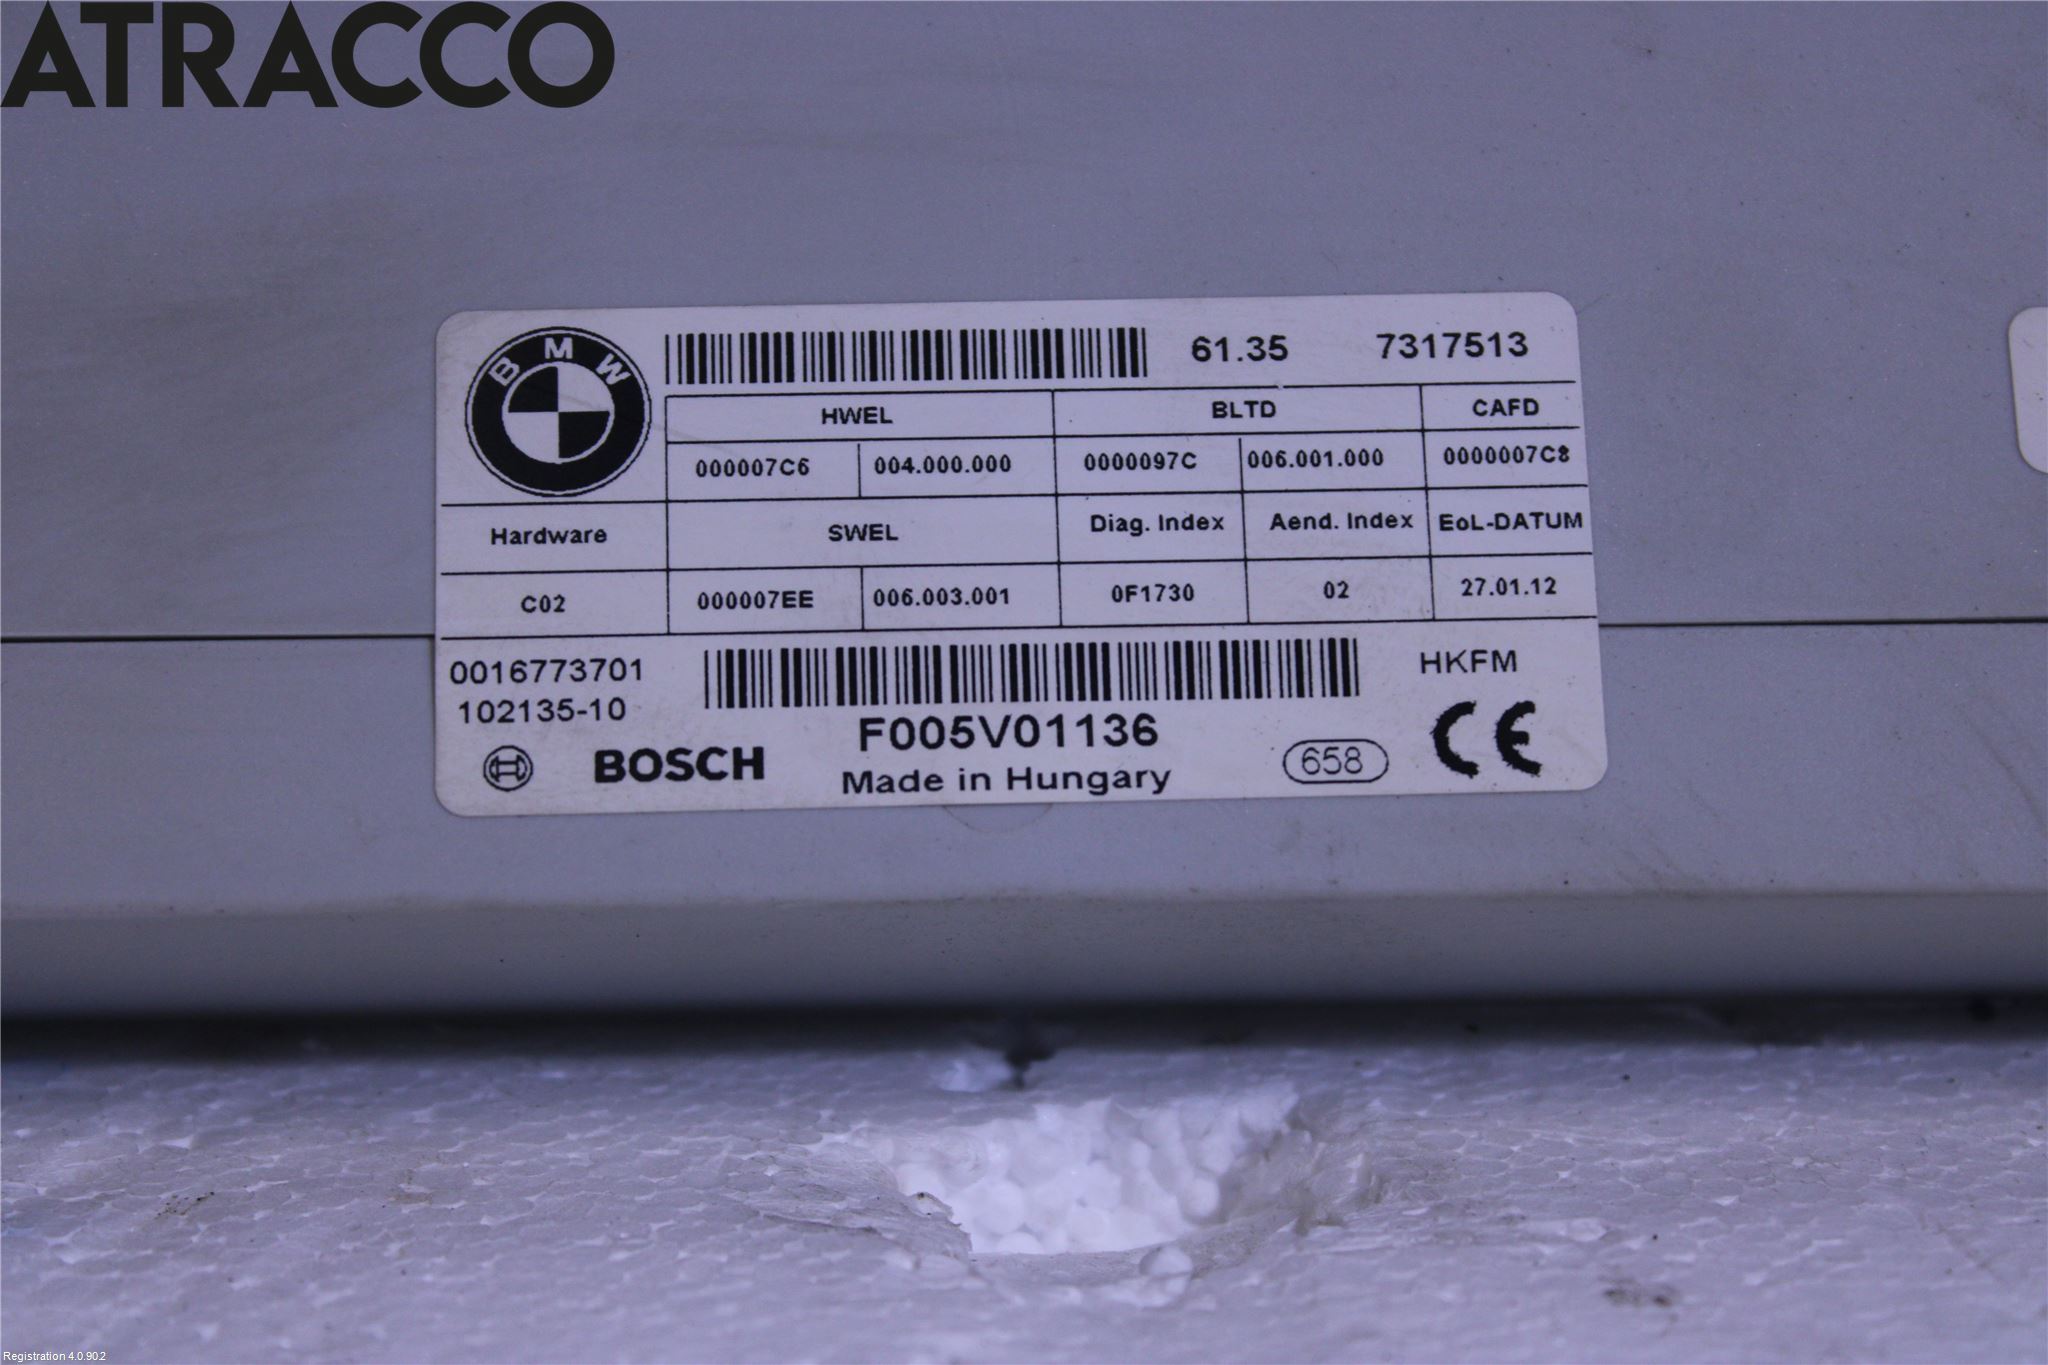 ATRACCO
BMW
61.35 7317513
HWEL BLTD CAFD
000007C6 004.000.000 0000097C 006.001.000 0000007C8
Hardware SWEL Diag. Index Aend. Index EoL-DATUM
C02 000007EE 006.003.001 0F1730 02 27.01.12
0016773701 HKFM
102135-10
F005V01136
BOSCH Made in Hungary 658 CE
Registration 4.0.90.2